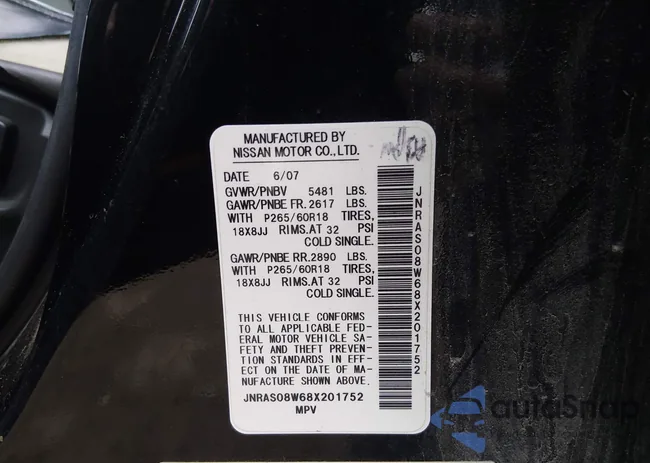 MANUFACTURED BY
NISSAN MOTOR CO., LTD.
DATE 6/07
GVWR/PNBV 5481 LBS.
GAWR/PNBE FR. 2617 LBS.
WITH P265/60R18 TIRES,
18X8JJ RIMS. AT 32 PSI
COLD SINGLE.
GAWR/PNBE RR. 2890 LBS.
WITH P265/60R18 TIRES,
18X8JJ RIMS. AT 32 PSI
COLD SINGLE.
THIS VEHICLE CONFORMS
TO ALL APPLICABLE FED-
ERAL MOTOR VEHICLE SA-
FETY AND THEFT PREVEN-
TION STANDARDS IN EFF-
ECT ON THE DATE OF MA-
NUFACTURE SHOWN ABOVE.
JNRAS08W68X201752
MPV
JNRAS08W68X201752
autoSnap